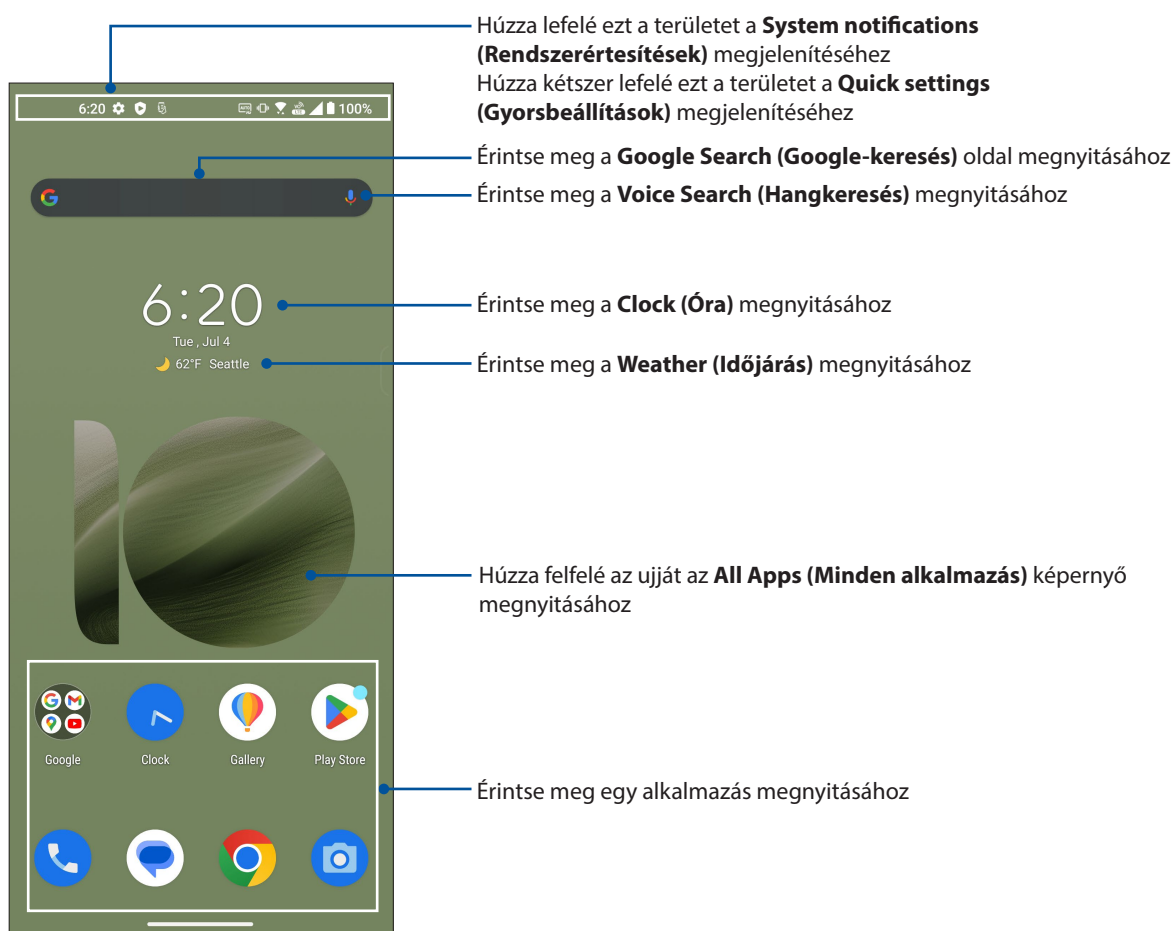 Húzza lefelé ezt a területet a System notifications
(Rendszerértesítések) megjelenítéséhez
Húzza kétszer lefelé ezt a területet a Quick settings
(Gyorsbeállítások) megjelenítéséhez
6:20
100%
Érintse meg a Google Search (Google-keresés) oldal megnyitásához
Érintse meg a Voice Search (Hangkeresés) megnyitásához
6:20
Érintse meg a Clock (Óra) megnyitásához
Tue , Jul 4
62°F Seattle
Érintse meg a Weather (Időjárás) megnyitásához
10
Húzza felfelé az ujját az All Apps (Minden alkalmazás) képernyő
megnyitásához
Google Clock Gallery Play Store
Érintse meg egy alkalmazás megnyitásához